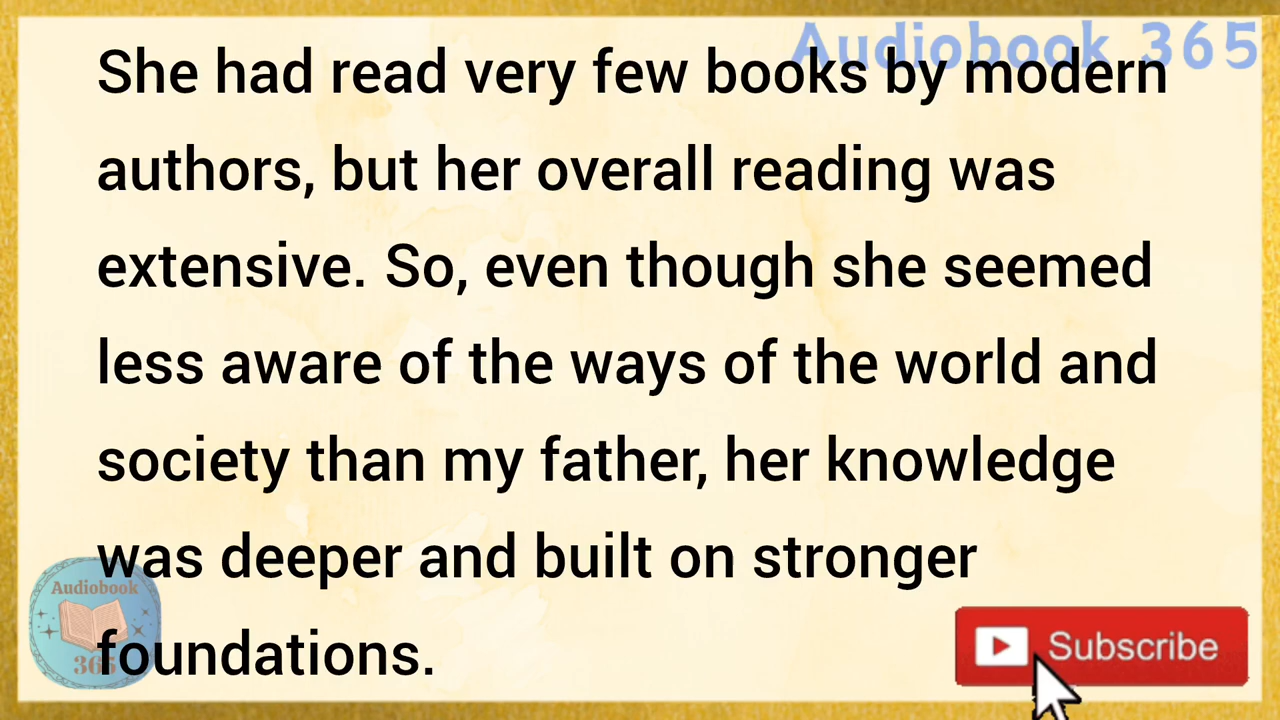 Audiobook 365
She had read very few books by modern
authors, but her overall reading was
extensive. So, even though she seemed
less aware of the ways of the world and
society than my father, her knowledge
was deeper and built on stronger
foundations.
Audiobook
365
Subscribe